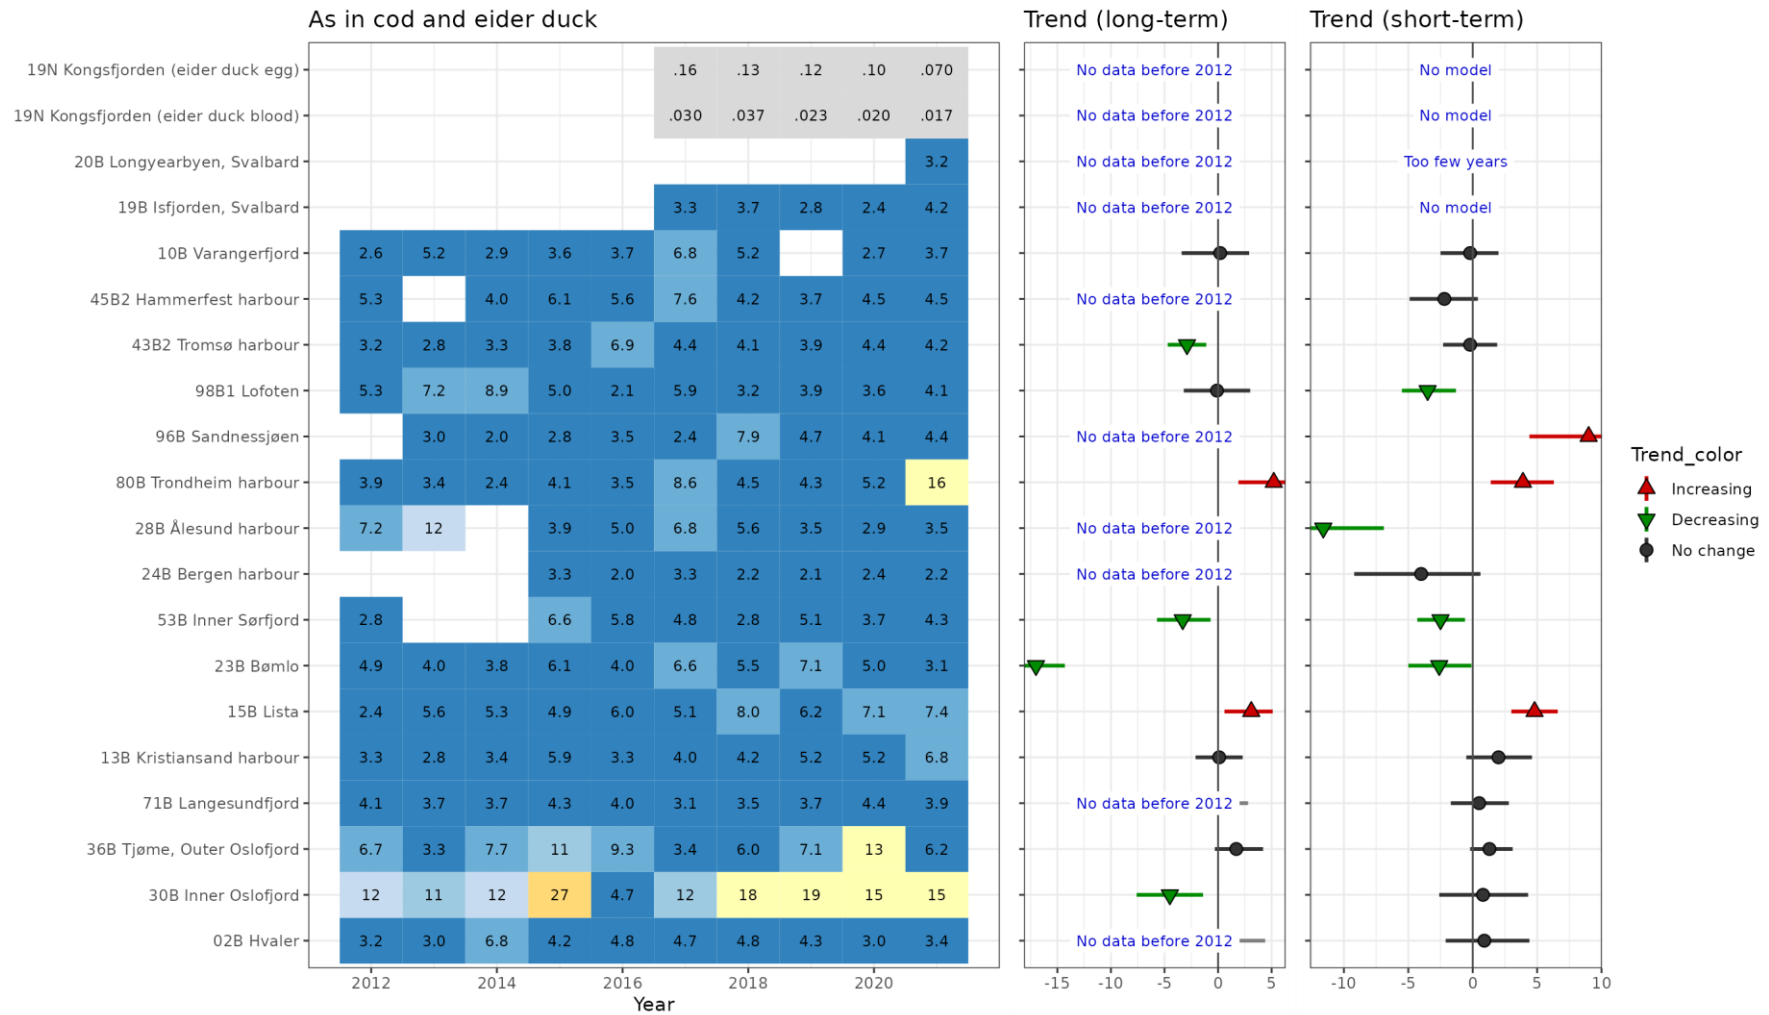 As in cod and eider duck Trend (long-term) Trend (short-term)
19N Kongsfjorden (eider duck egg) .16 .13 .12 .10 .070 No data before 2012 No model
19N Kongsfjorden (eider duck blood) .030 .037 .023 .020 .017 No data before 2012 No model
20B Longyearbyen, Svalbard 3.2 No data before 2012 Too few years
19B Isfjorden, Svalbard 3.3 3.7 2.8 2.4 4.2 No data before 2012 No model
10B Varangerfjord 2.6 5.2 2.9 3.6 3.7 6.8 5.2 2.7 3.7
45B2 Hammerfest harbour 5.3 4.0 6.1 5.6 7.6 4.2 3.7 4.5 4.5 No data before 2012
43B2 Tromsø harbour 3.2 2.8 3.3 3.8 6.9 4.4 4.1 3.9 4.4 4.2
98B1 Lofoten 5.3 7.2 8.9 5.0 2.1 5.9 3.2 3.9 3.6 4.1
96B Sandnessjøen 3.0 2.0 2.8 3.5 2.4 7.9 4.7 4.1 4.4 No data before 2012
80B Trondheim harbour 3.9 3.4 2.4 4.1 3.5 8.6 4.5 4.3 5.2 16
28B Ålesund harbour 7.2 12 3.9 5.0 6.8 5.6 3.5 2.9 3.5 No data before 2012
24B Bergen harbour 3.3 2.0 3.3 2.2 2.1 2.4 2.2 No data before 2012
53B Inner Sørfjord 2.8 6.6 5.8 4.8 2.8 5.1 3.7 4.3
23B Bømlo 4.9 4.0 3.8 6.1 4.0 6.6 5.5 7.1 5.0 3.1
15B Lista 2.4 5.6 5.3 4.9 6.0 5.1 8.0 6.2 7.1 7.4
13B Kristiansand harbour 3.3 2.8 3.4 5.9 3.3 4.0 4.2 5.2 5.2 6.8
71B Langesundfjord 4.1 3.7 3.7 4.3 4.0 3.1 3.5 3.7 4.4 3.9 No data before 2012
36B Tjøme, Outer Oslofjord 6.7 3.3 7.7 11 9.3 3.4 6.0 7.1 13 6.2
30B Inner Oslofjord 12 11 12 27 4.7 12 18 19 15 15
02B Hvaler 3.2 3.0 6.8 4.2 4.8 4.7 4.8 4.3 3.0 3.4 No data before 2012
2012 2014 2016 2018 2020 -15 -10 -5 0 5 -10 -5 0 5 10
Year
Trend_color
Increasing
Decreasing
No change